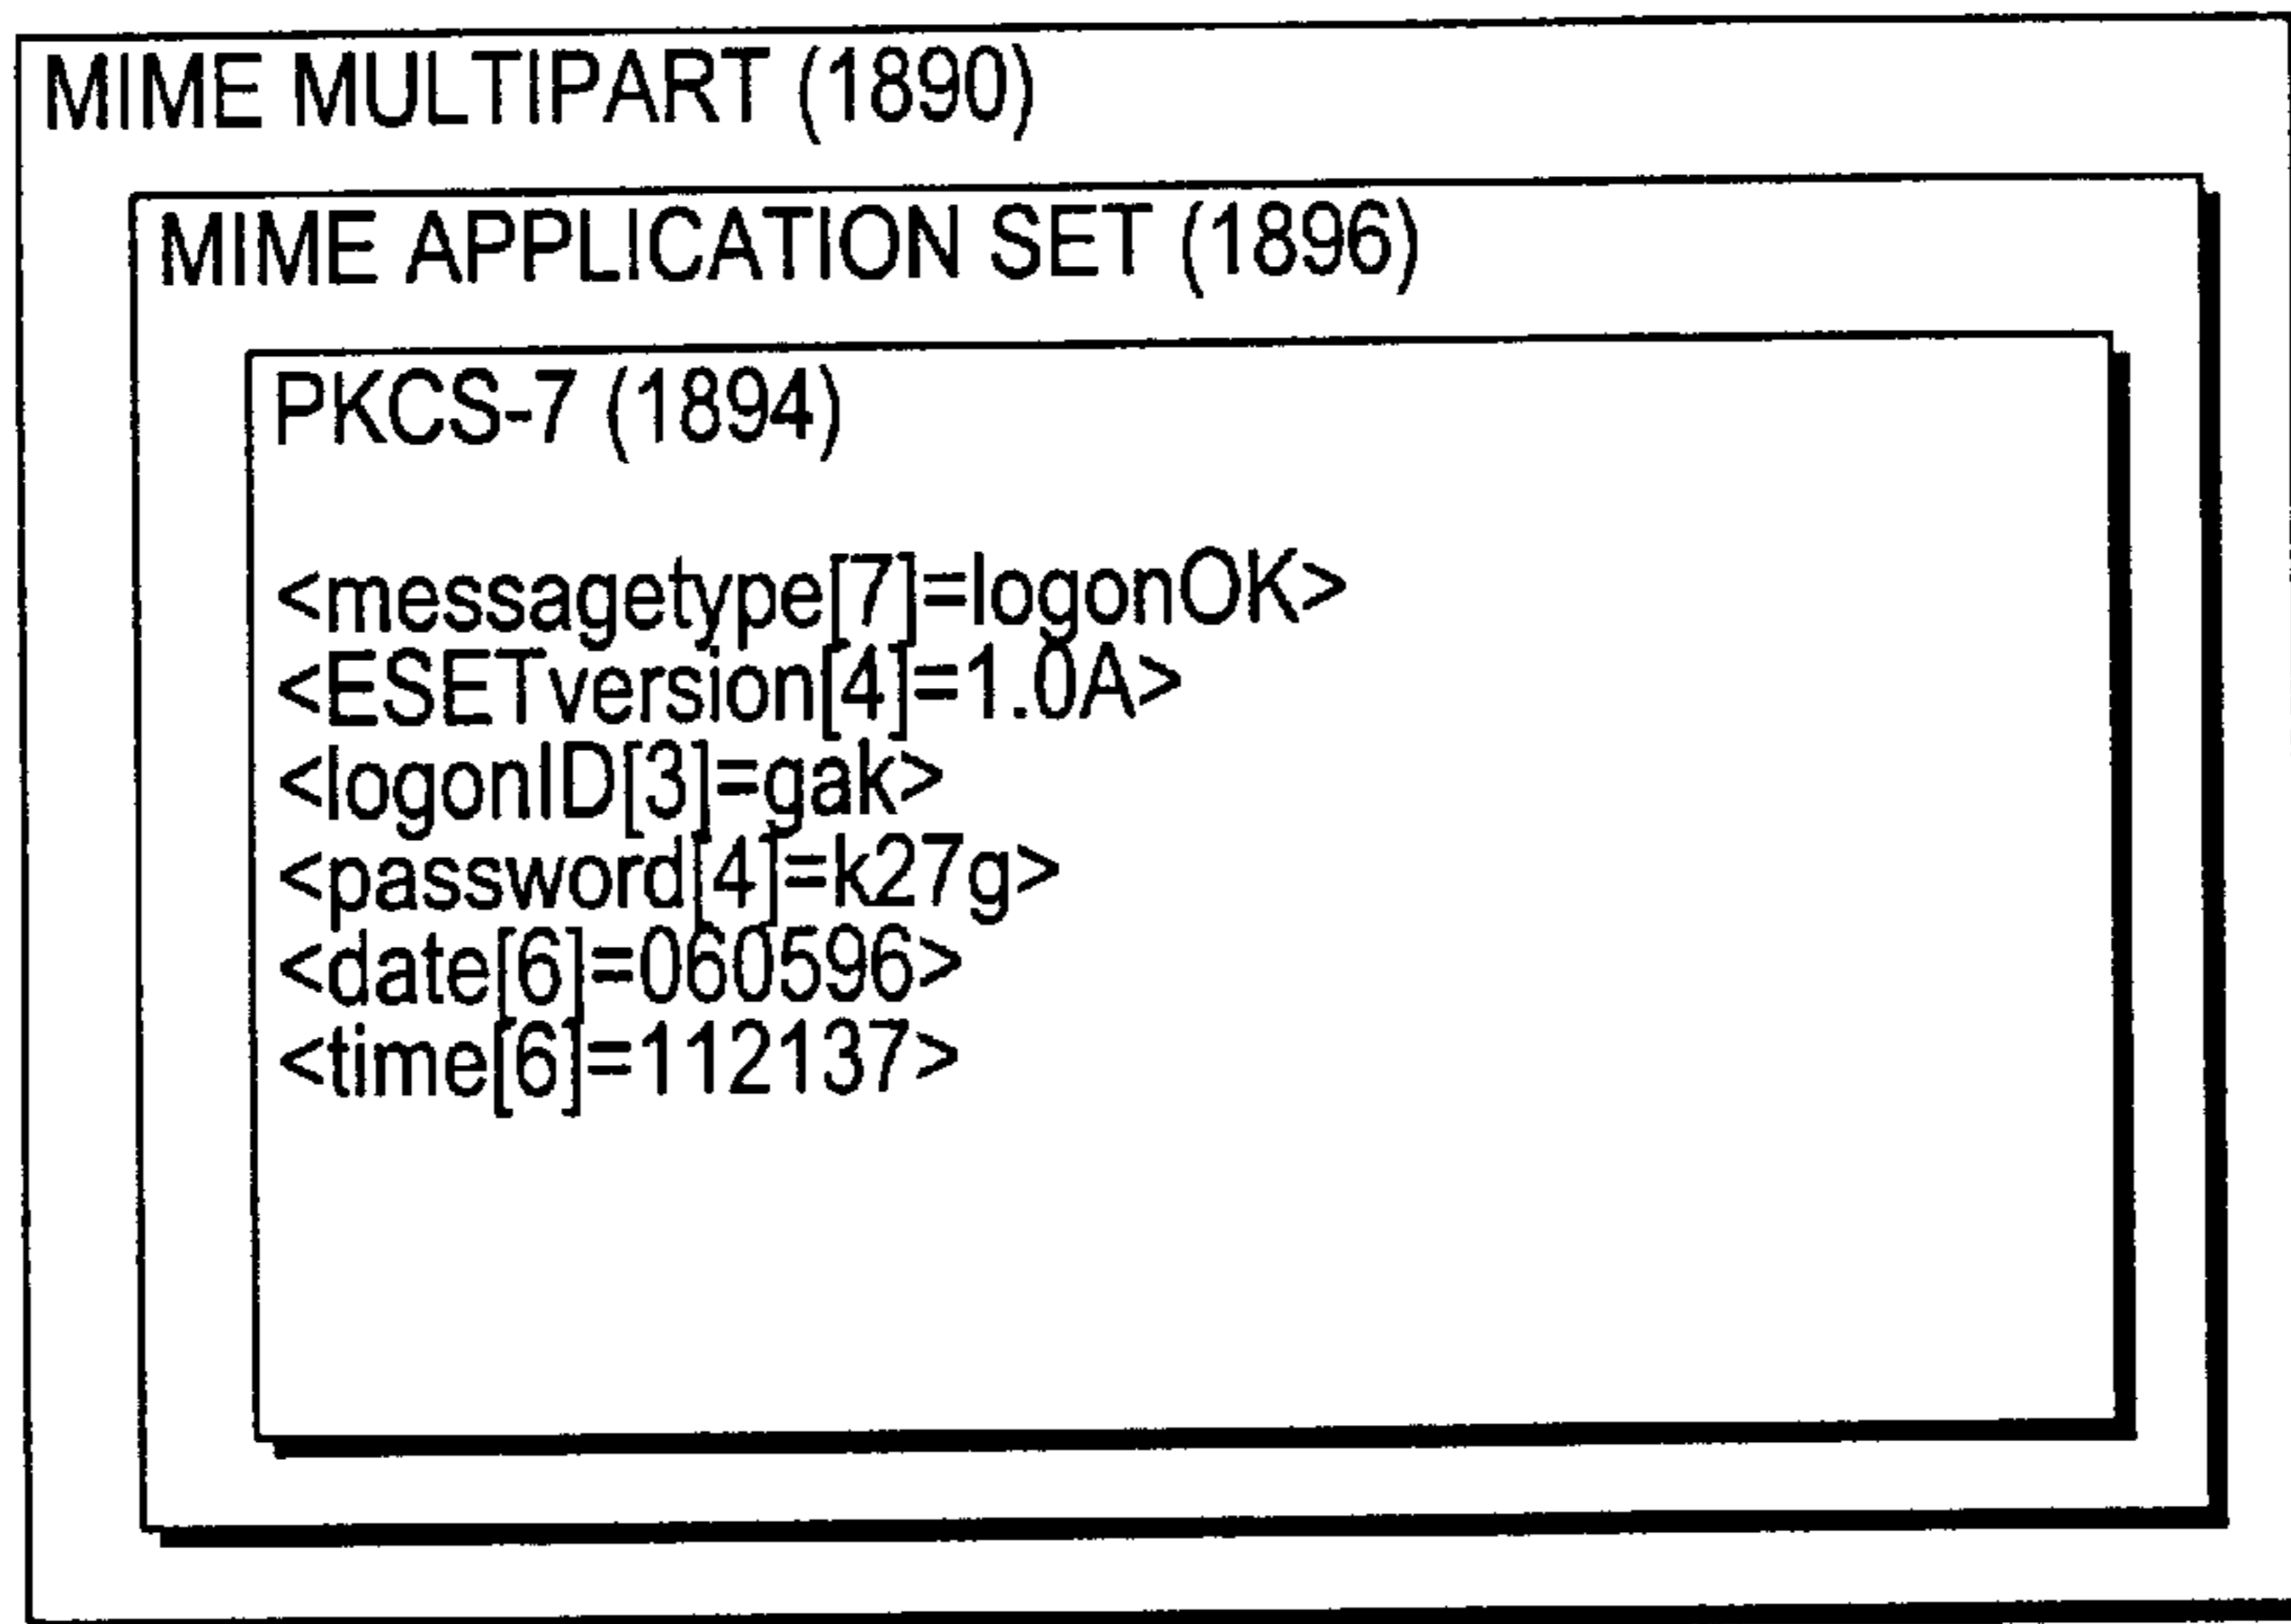 MIME MULTIPART (1890)
MIME APPLICATION SET (1896)
PKCS-7 (1894)
<messagetype[7]=logonOK>
<ESETversion[4]=1.0A>
<logonID[3]=gak>
<password[4]=k27g>
<date[6]=060596>
<time[6]=112137>